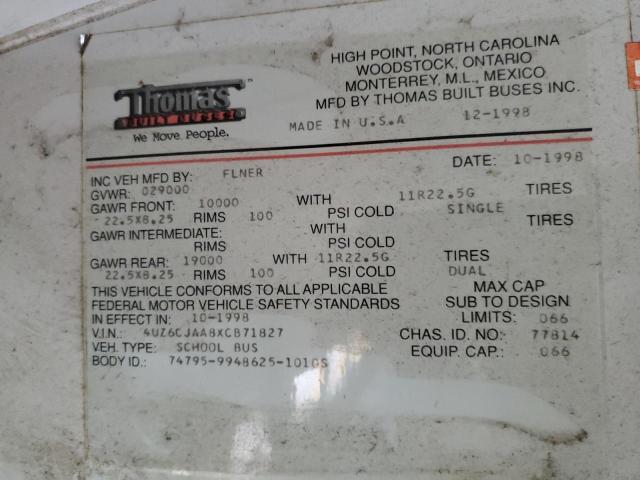 Thomas
BUILT BUSES
We Move People.
HIGH POINT, NORTH CAROLINA
WOODSTOCK, ONTARIO
MONTERREY, M.L., MEXICO
MFD BY THOMAS BUILT BUSES INC.
MADE IN U.S.A 12-1998
INC VEH MFD BY: FLNER DATE: 10-1998
GVWR: 029000
GAWR FRONT: 10000 WITH 11R22.5G TIRES
22.5X8.25 RIMS 100 PSI COLD SINGLE
GAWR INTERMEDIATE: WITH TIRES
RIMS PSI COLD
GAWR REAR: 19000 WITH 11R22.5G TIRES
22.5X8.25 RIMS 100 PSI COLD DUAL
THIS VEHICLE CONFORMS TO ALL APPLICABLE MAX CAP
FEDERAL MOTOR VEHICLE SAFETY STANDARDS SUB TO DESIGN
IN EFFECT IN: 10-1998 LIMITS: 066
V.I.N.: 4UZ6CJAA8XCB71827 CHAS. ID. NO: 77814
VEH. TYPE: SCHOOL BUS EQUIP. CAP.: 066
BODY ID.: 74795-9948625-1010S